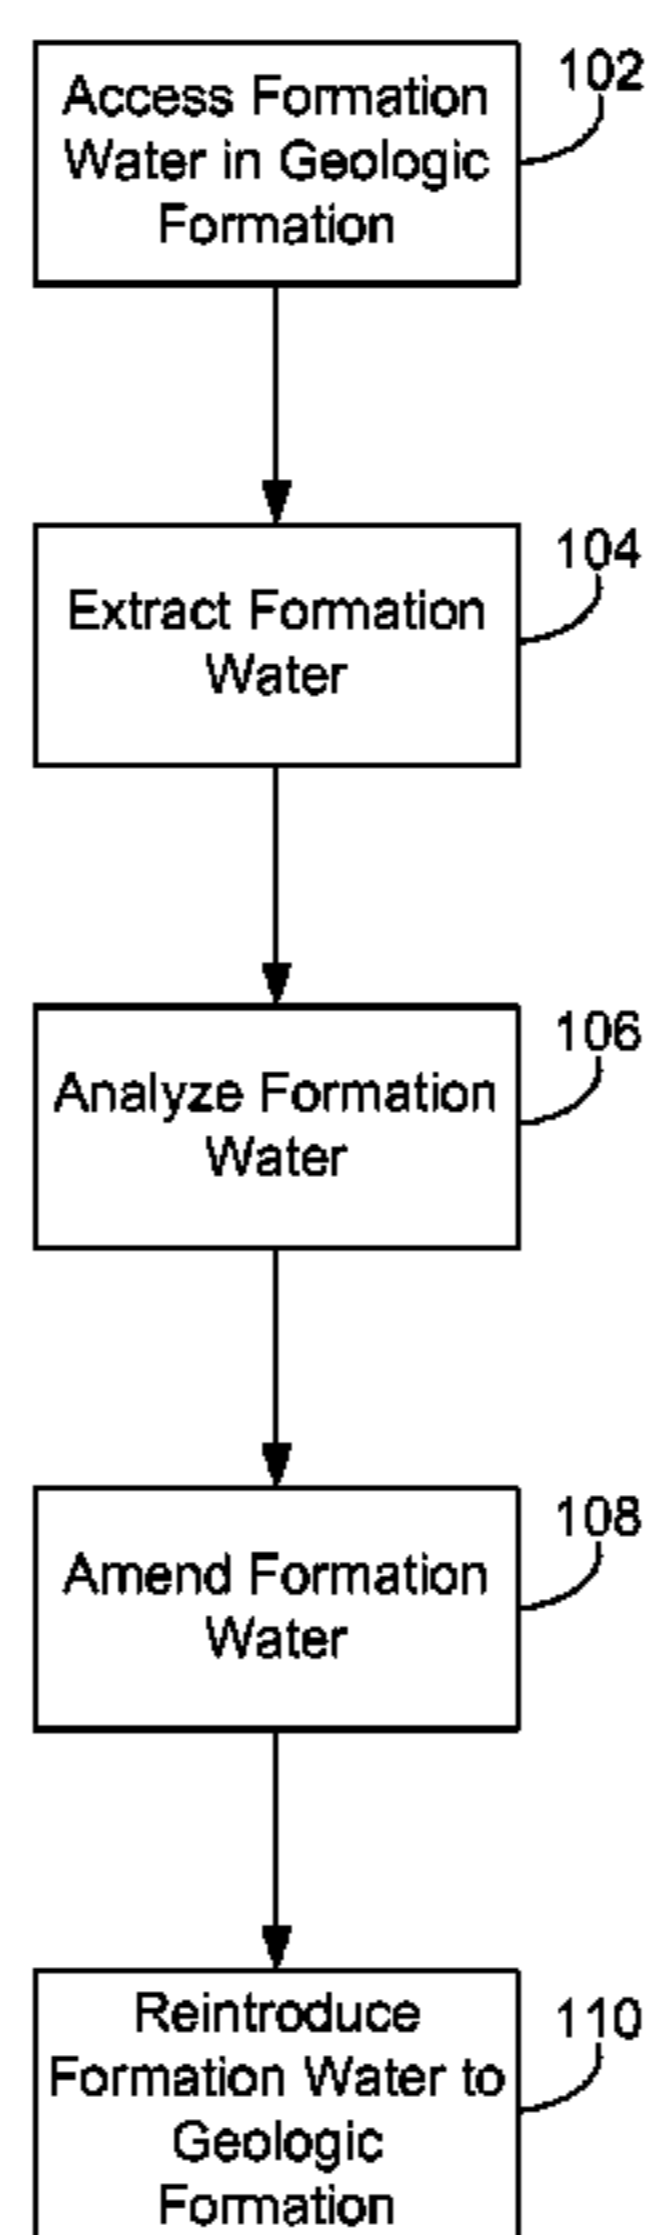 102
Access Formation
Water in Geologic
Formation
104
Extract Formation
Water
106
Analyze Formation
Water
108
Amend Formation
Water
110
Reintroduce
Formation Water to
Geologic
Formation